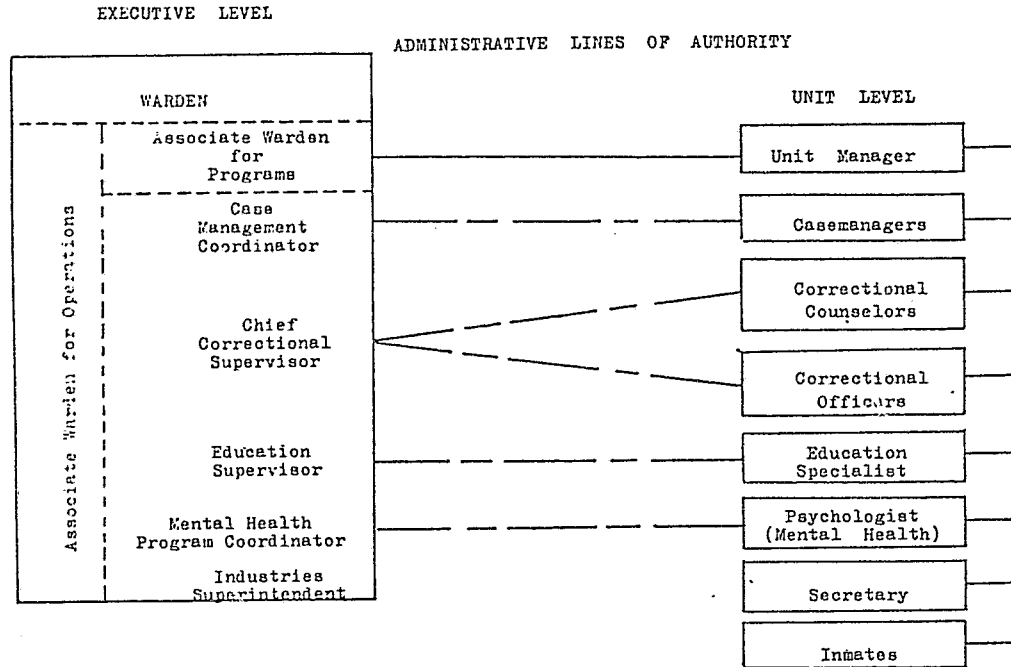 EXECUTIVE LEVEL
ADMINISTRATIVE LINES OF AUTHORITY
WARDEN
Associate Warden
for
Programs
Case
Management
Coordinator
Chief
Correctional
Supervisor
Education
Supervisor
Mental Health
Program Coordinator
Industries
Superintendent
Associate Warden for Operations
UNIT LEVEL
Unit Manager
Casemanagers
Correctional
Counselors
Correctional
Officers
Education
Specialist
Psychologist
(Mental Health)
Secretary
Inmates